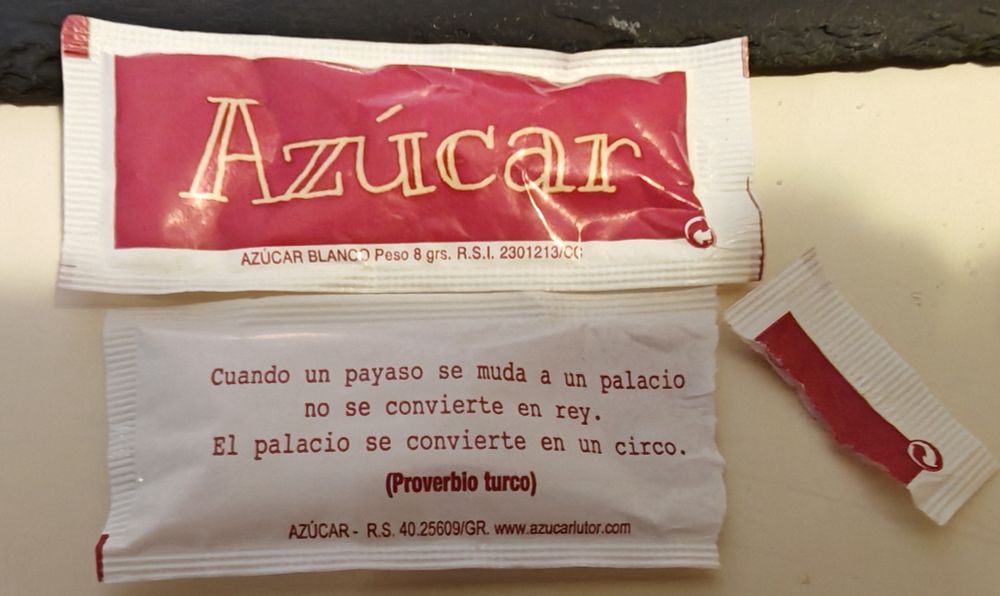 Azúcar
AZÚCAR BLANCO Peso 8 grs. R.S.I. 2301213/CC
Cuando un payaso se muda a un palacio
no se convierte en rey.
El palacio se convierte en un circo.
(Proverbio turco)
AZÚCAR - R.S. 40.25609/GR. www.azucarlutor.com